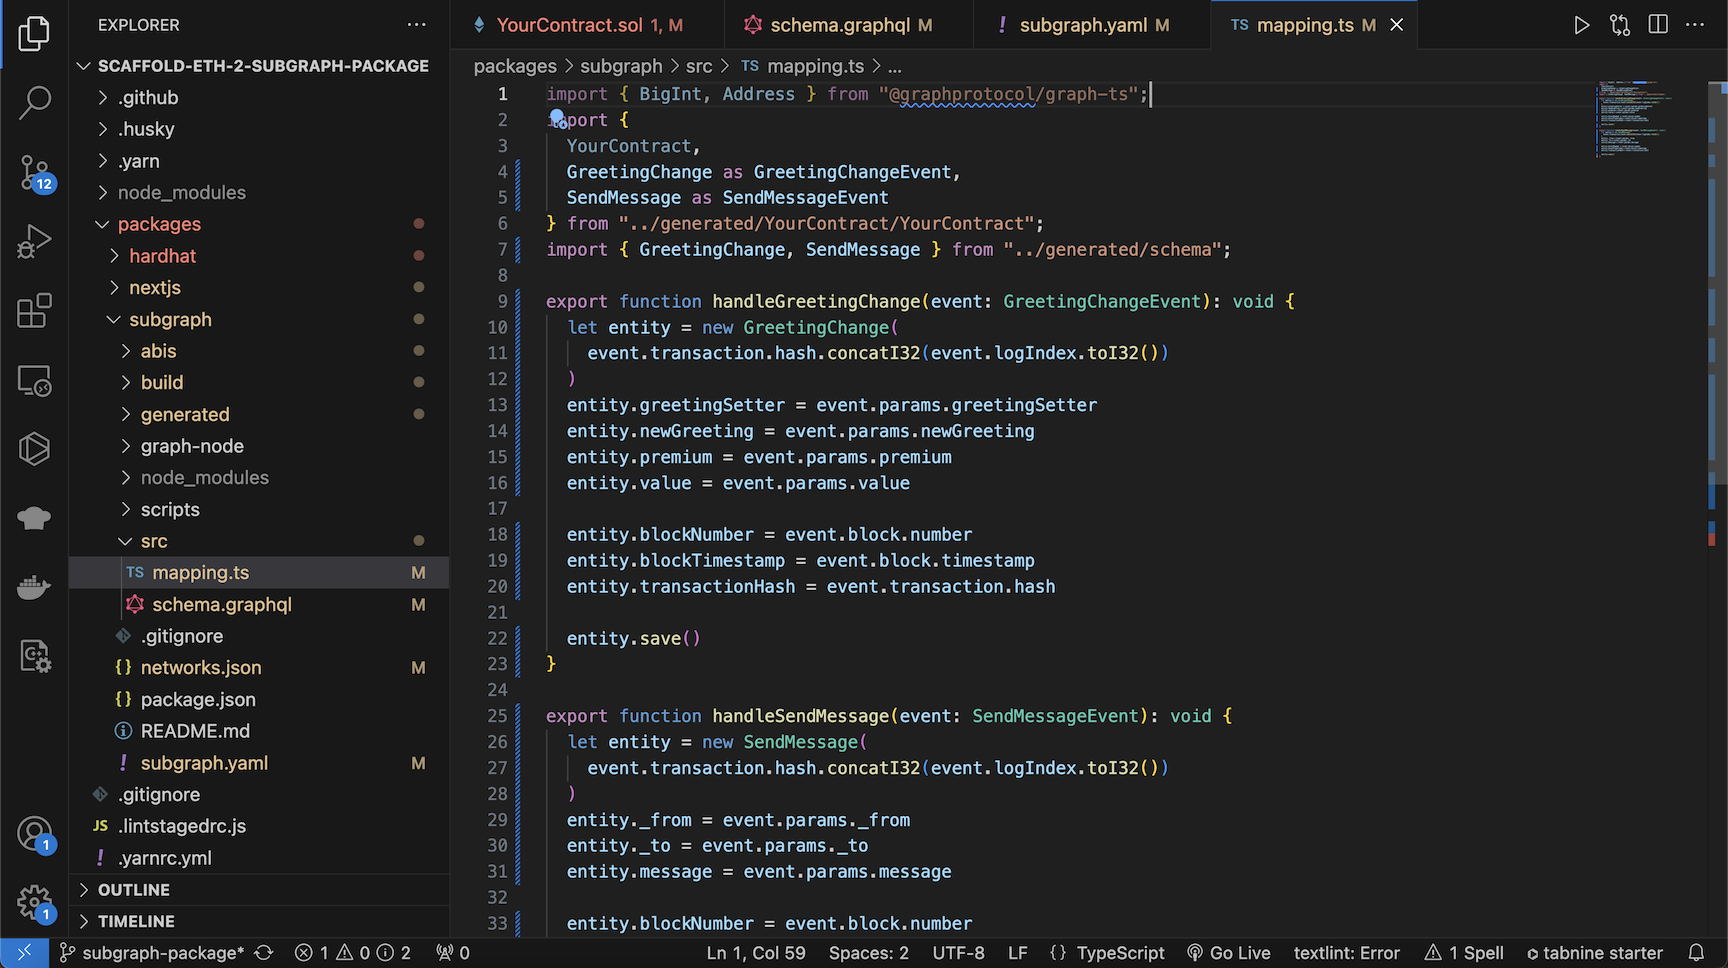 EXPLORER
SCAFFOLD-ETH-2-SUBGRAPH-PACKAGE
.github
.husky
.yarn
node_modules
packages
hardhat
nextjs
subgraph
abis
build
generated
graph-node
node_modules
scripts
src
TS mapping.ts M
schema.graphql M
.gitignore
{} networks.json M
{} package.json
README.md
! subgraph.yaml M
.gitignore
JS .lintstagedrc.js
! .yarnrc.yml
OUTLINE
TIMELINE
12
1
1
YourContract.sol 1, M
schema.graphql M
! subgraph.yaml M
TS mapping.ts M
packages > subgraph > src > TS mapping.ts > ...
1 import { BigInt, Address } from "@graphprotocol/graph-ts";
2 import {
3 YourContract,
4 GreetingChange as GreetingChangeEvent,
5 SendMessage as SendMessageEvent
6 } from "../generated/YourContract/YourContract";
7 import { GreetingChange, SendMessage } from "../generated/schema";
8
9 export function handleGreetingChange(event: GreetingChangeEvent): void {
10 let entity = new GreetingChange(
11 event.transaction.hash.concatI32(event.logIndex.toI32())
12 )
13 entity.greetingSetter = event.params.greetingSetter
14 entity.newGreeting = event.params.newGreeting
15 entity.premium = event.params.premium
16 entity.value = event.params.value
17
18 entity.blockNumber = event.block.number
19 entity.blockTimestamp = event.block.timestamp
20 entity.transactionHash = event.transaction.hash
21
22 entity.save()
23 }
24
25 export function handleSendMessage(event: SendMessageEvent): void {
26 let entity = new SendMessage(
27 event.transaction.hash.concatI32(event.logIndex.toI32())
28 )
29 entity._from = event.params._from
30 entity._to = event.params._to
31 entity.message = event.params.message
32
33 entity.blockNumber = event.block.number
subgraph-package* 1 0 2 0 Ln 1, Col 59 Spaces: 2 UTF-8 LF {} TypeScript Go Live textlint: Error 1 Spell tabnine starter